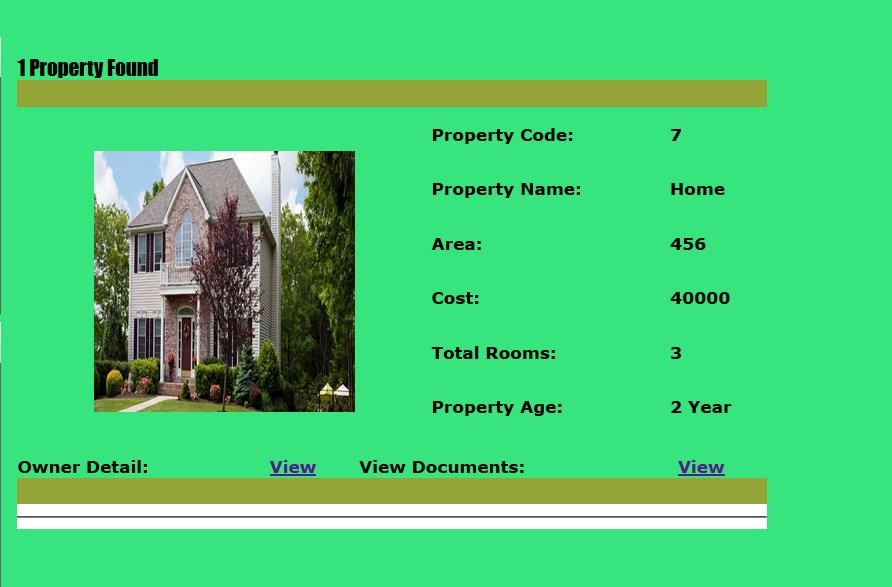 1 Property Found
Property Code: 7
Property Name: Home
Area: 456
Cost: 40000
Total Rooms: 3
Property Age: 2 Year
Owner Detail: View View Documents: View